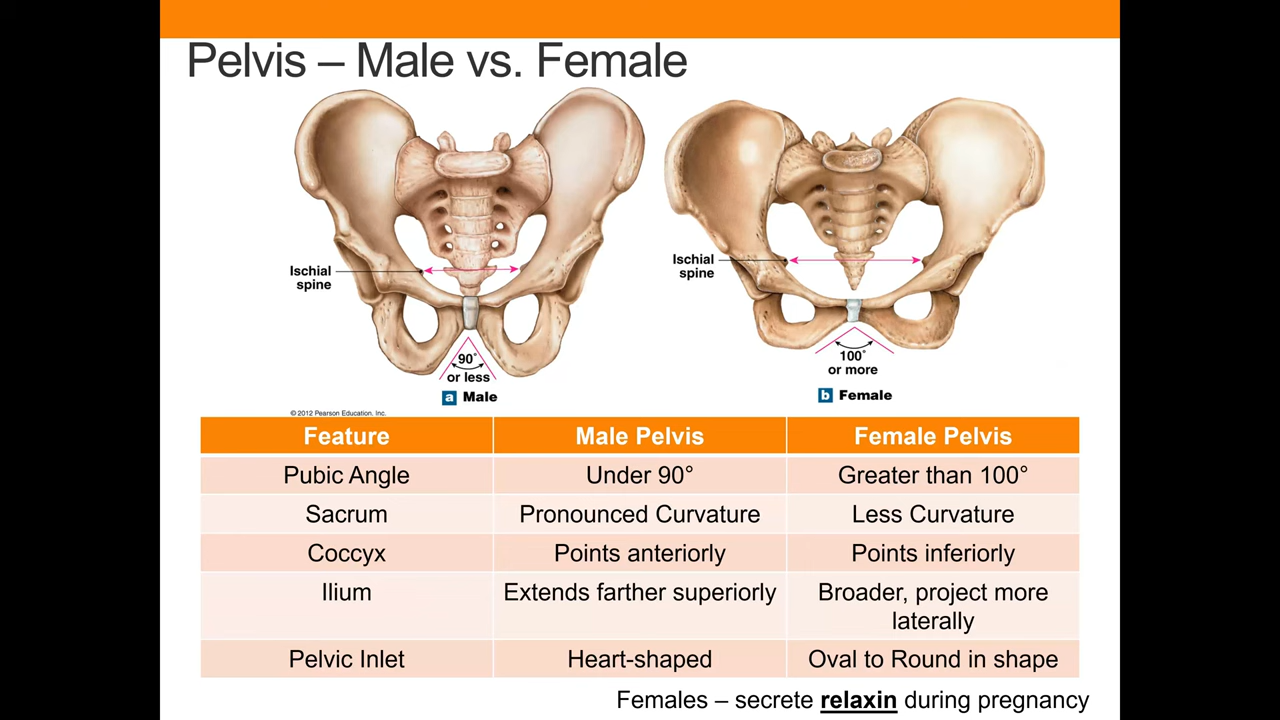 Pelvis – Male vs. Female
Ischial
spine
90°
or less
a Male
Ischial
spine
100°
or more
b Female
© 2012 Pearson Education, Inc.
Feature Male Pelvis Female Pelvis
Pubic Angle Under 90° Greater than 100°
Sacrum Pronounced Curvature Less Curvature
Coccyx Points anteriorly Points inferiorly
Ilium Extends farther superiorly Broader, project more
laterally
Pelvic Inlet Heart-shaped Oval to Round in shape
Females – secrete relaxin during pregnancy